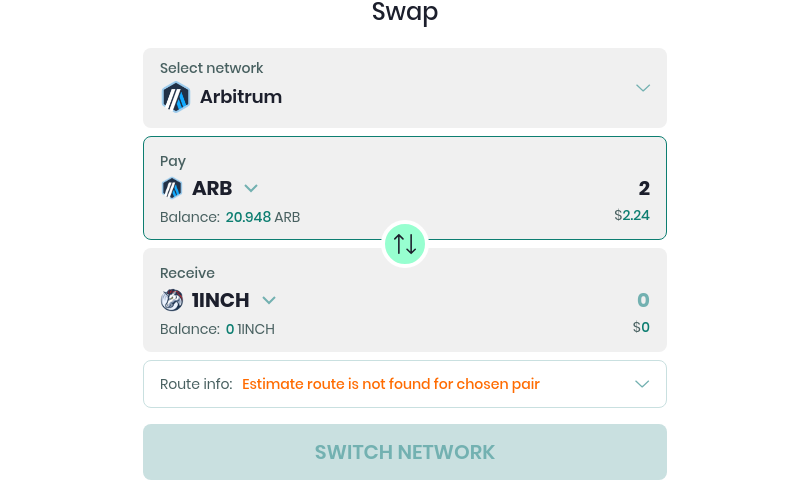 Swap
Select network
Arbitrum
Pay
ARB 2
Balance: 20.948 ARB $2.24
Receive
1INCH 0
Balance: 0 1INCH $0
Route info: Estimate route is not found for chosen pair
SWITCH NETWORK